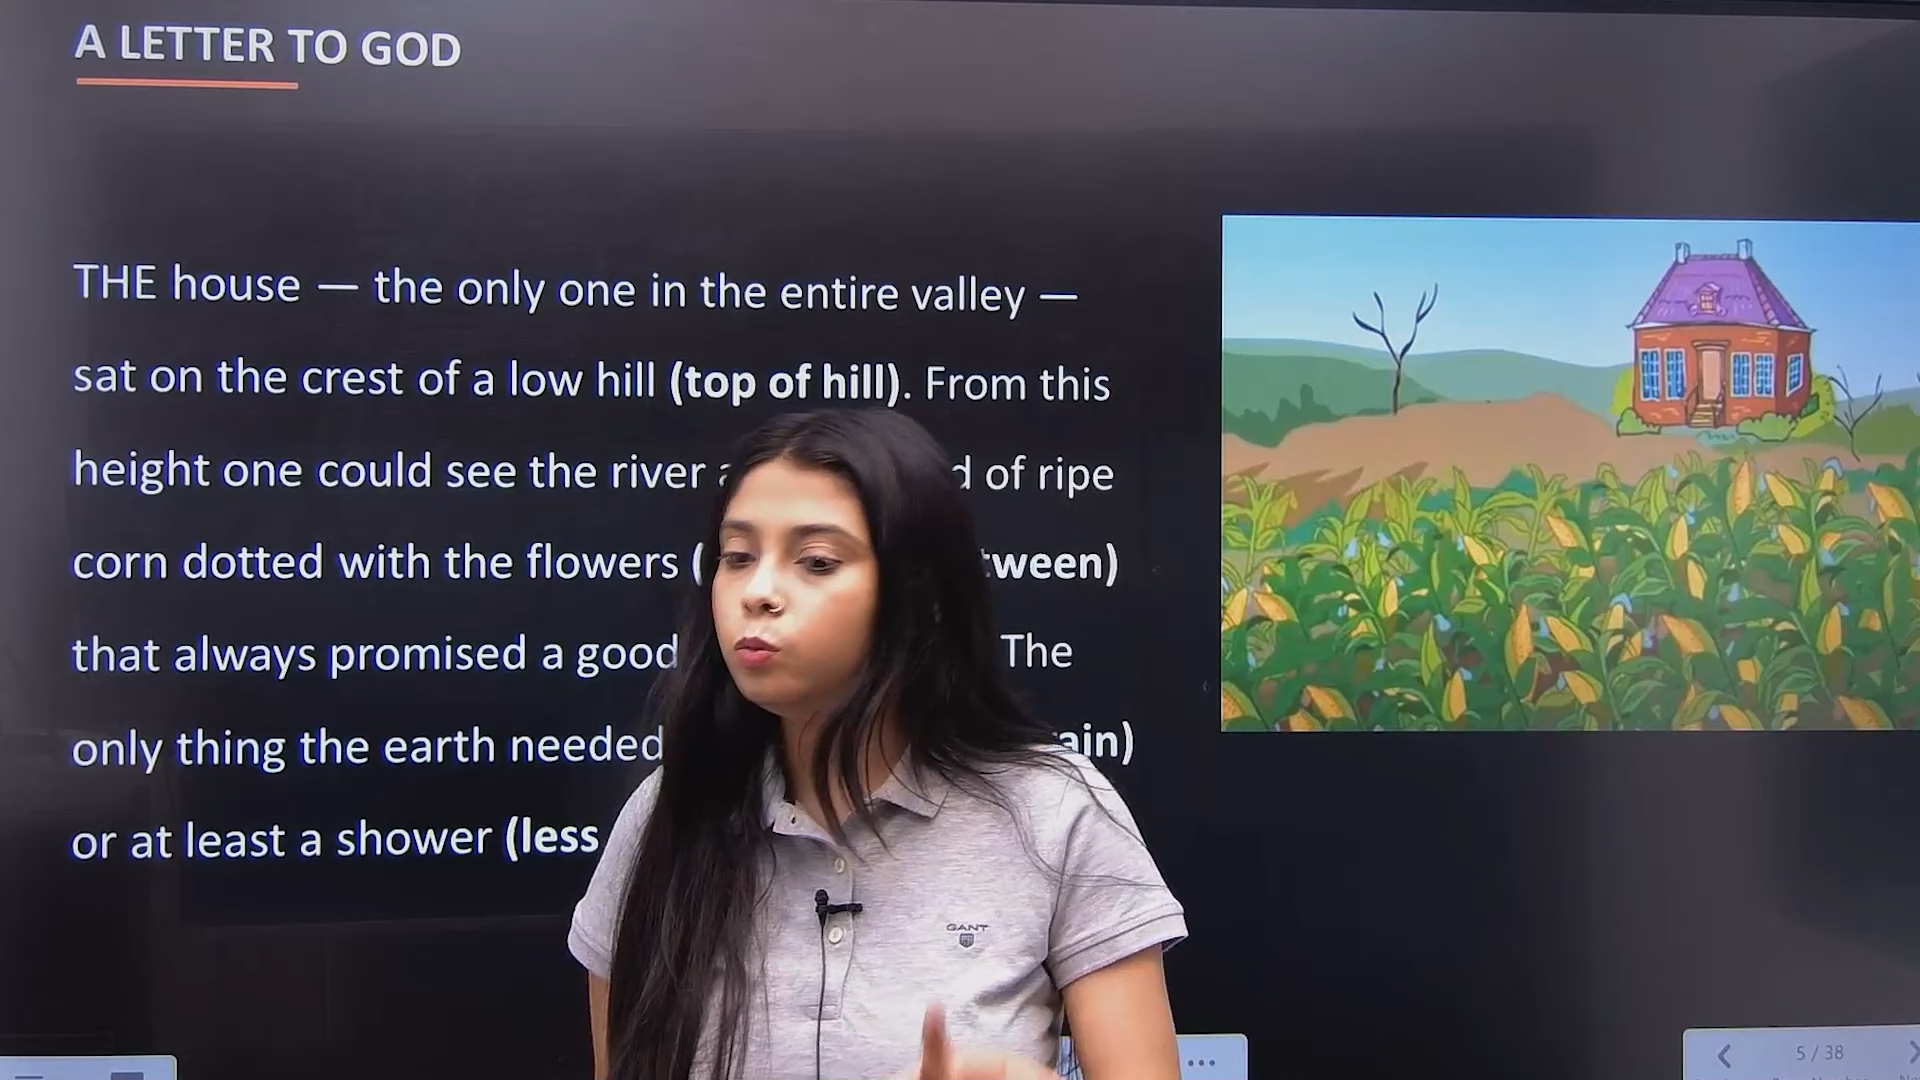 A LETTER TO GOD
THE house — the only one in the entire valley —
sat on the crest of a low hill (top of hill). From this
height one could see the river of ripe
corn dotted with the flowers (
that always promised a good The
only thing the earth needed
or at least a shower (less
GANT
5 / 38